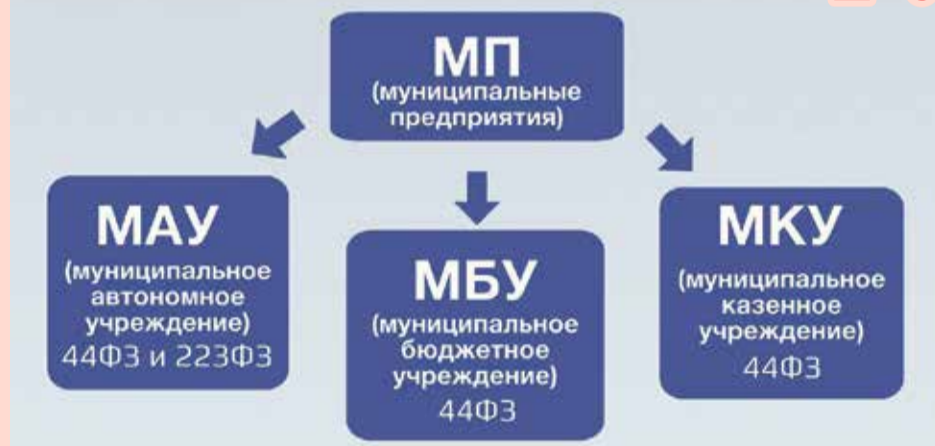 МП
(муниципальные
предприятия)
МАУ
(муниципальное
автономное
учреждение)
44ФЗ и 223ФЗ
МБУ
(муниципальное
бюджетное
учреждение)
44ФЗ
МКУ
(муниципальное
казенное
учреждение)
44ФЗ